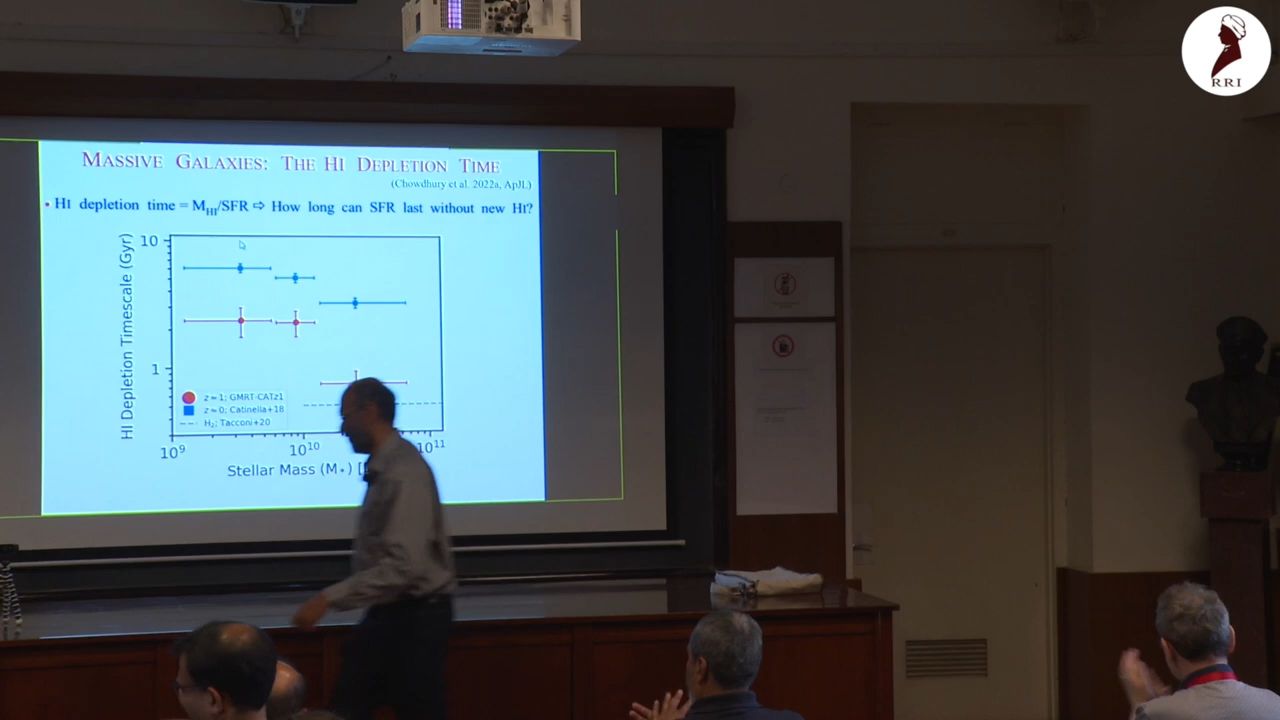 RRI
MASSIVE GALAXIES: THE HI DEPLETION TIME
(Chowdhury et al. 2022a, ApJL)
• HI depletion time = M_HI/SFR ⇨ How long can SFR last without new HI?
HI Depletion Timescale (Gyr)
10
1
z≈1; GMRT-CATz1
z≈0; Catinella+18
H₂; Tacconi+20
10⁹
10¹⁰
10¹¹
Stellar Mass (M⋆) [